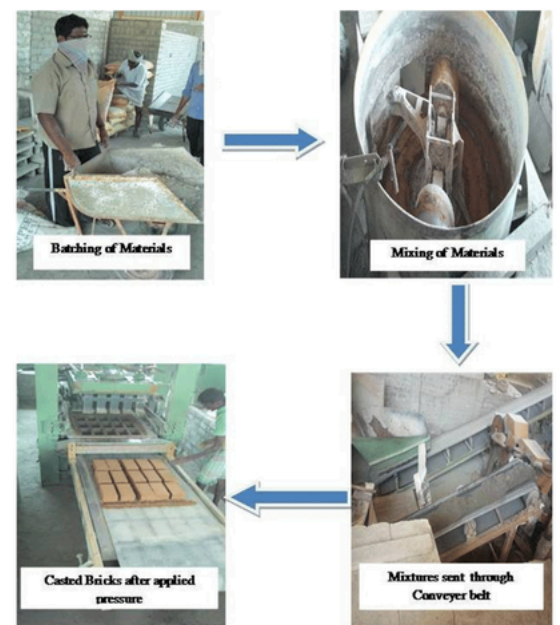 Batching of Materials
Mixing of Materials
Mixtures sent through
Conveyer belt
Casted Bricks after applied
pressure